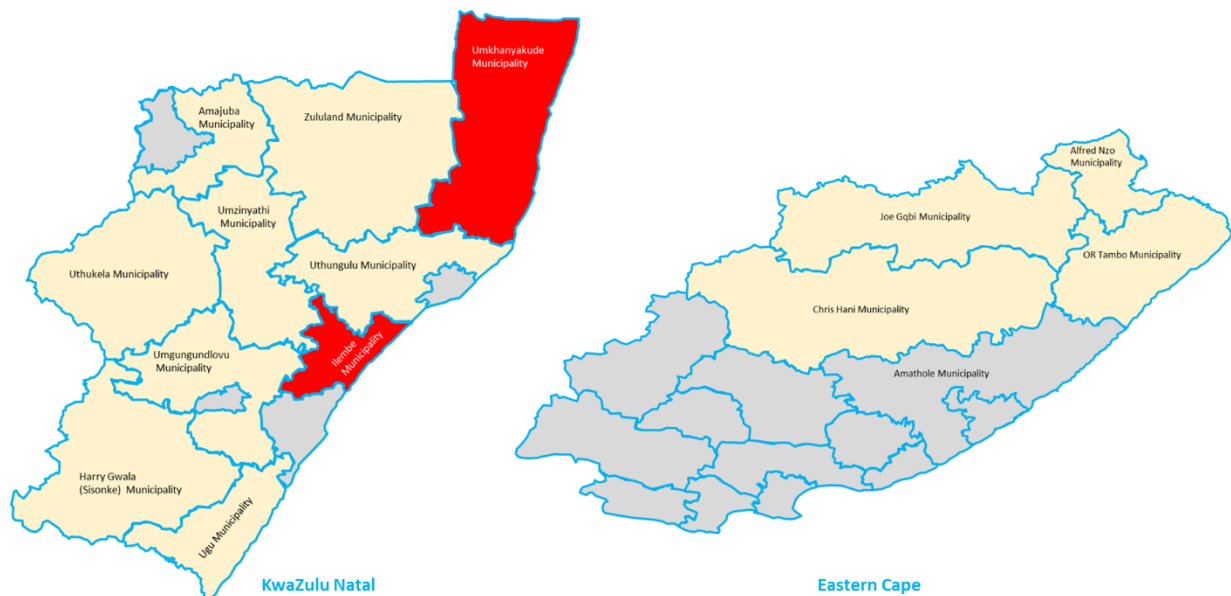 Umkhanyakude
Municipality
Amajuba
Municipality
Zululand Municipality
Umzinyathi
Municipality
Uthukela Municipality
Uthungulu Municipality
Ilembe
Municipality
Umgungundlovu
Municipality
Harry Gwala
(Sisonke) Municipality
Ugu Municipality
KwaZulu Natal
Alfred Nzo
Municipality
Joe Gqbi Municipality
OR Tambo Municipality
Chris Hani Municipality
Amathole Municipality
Eastern Cape